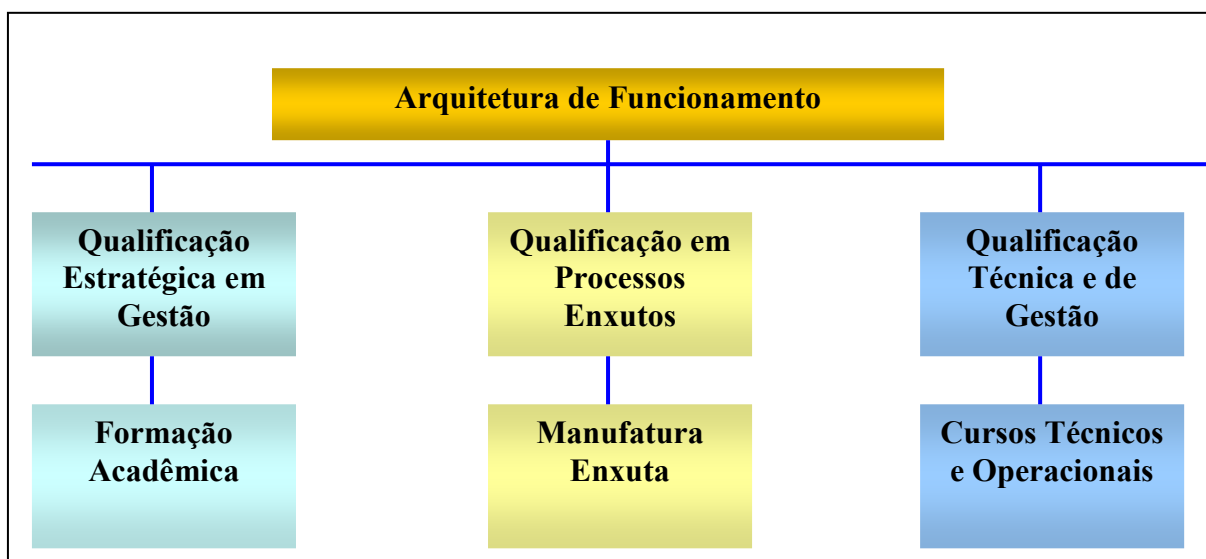 Arquitetura de Funcionamento
Qualificação
Estratégica em
Gestão
Qualificação em
Processos
Enxutos
Qualificação
Técnica e de
Gestão
Formação
Acadêmica
Manufatura
Enxuta
Cursos Técnicos
e Operacionais